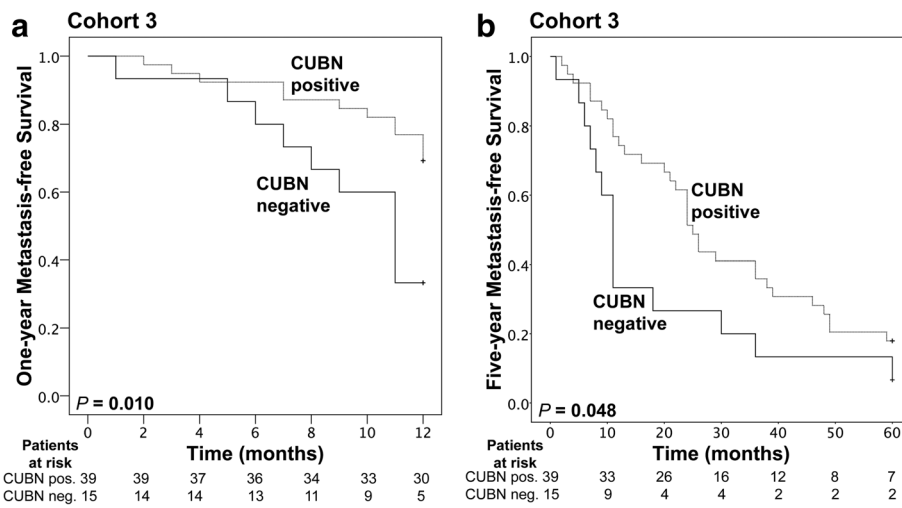 a Cohort 3
One-year Metastasis-free Survival
1.0
0.8
0.6
0.4
0.2
0.0
CUBN
positive
CUBN
negative
P = 0.010
0 2 4 6 8 10 12
Patients
at risk
Time (months)
CUBN pos. 39 39 37 36 34 33 30
CUBN neg. 15 14 14 13 11 9 5
b Cohort 3
Five-year Metastasis-free Survival
1.0
0.8
0.6
0.4
0.2
0.0
CUBN
positive
CUBN
negative
P = 0.048
0 10 20 30 40 50 60
Patients
at risk
Time (months)
CUBN pos. 39 33 26 16 12 8 7
CUBN neg. 15 9 4 4 2 2 2